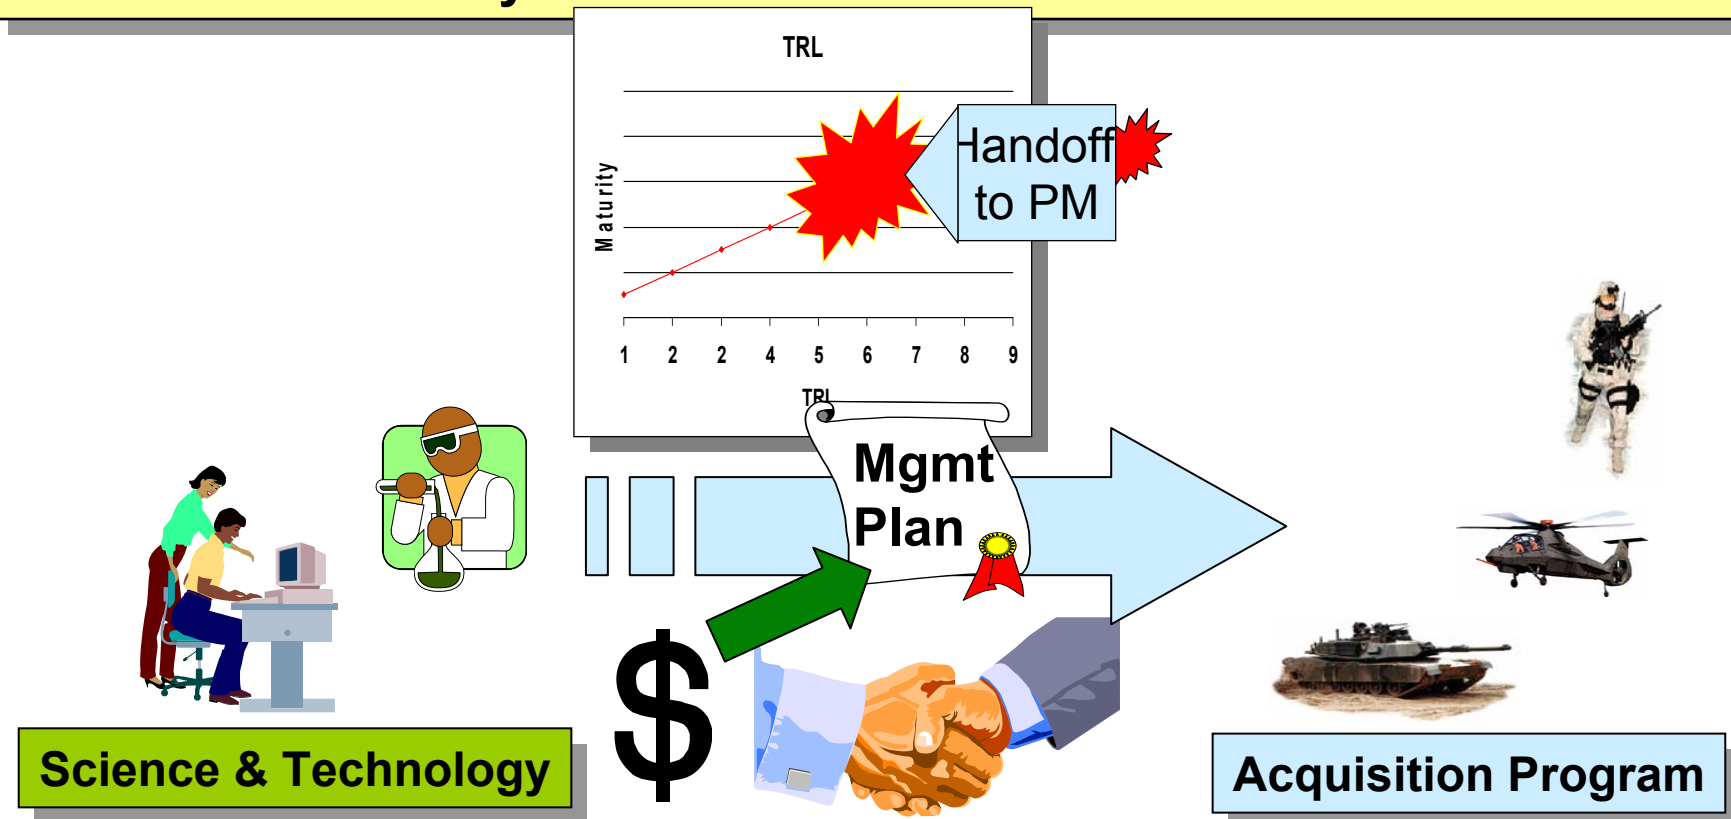 TRL
Handoff
to PM
Maturity
1 2 2 4 5 6 7 8 9
TRL
Mgmt
Plan
$
Science & Technology
Acquisition Program